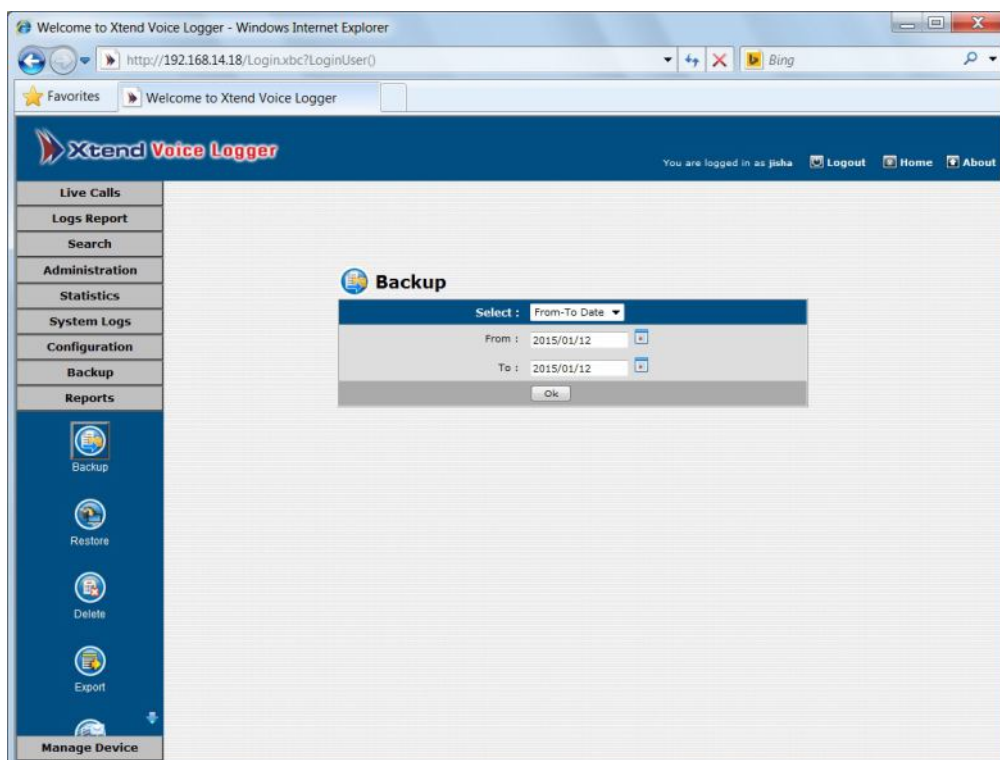 Welcome to Xtend Voice Logger - Windows Internet Explorer
http://192.168.14.18/Login.xbc?LoginUser()
Bing
Favorites
Welcome to Xtend Voice Logger
Xtend Voice Logger
You are logged in as jisha
Logout
Home
About
Live Calls
Logs Report
Search
Administration
Statistics
System Logs
Configuration
Backup
Reports
Backup
Restore
Delete
Export
Manage Device
Backup
Select : From-To Date
From : 2015/01/12
To : 2015/01/12
Ok